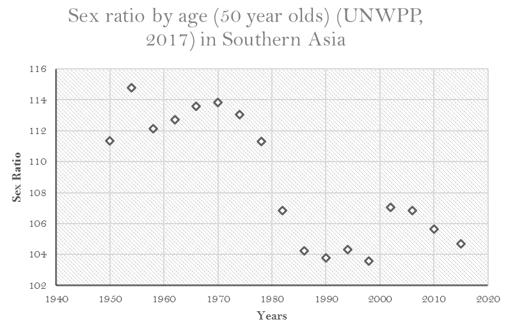 Sex ratio by age (50 year olds) (UNWPP,
2017) in Southern Asia
116
114
112
110
108
106
104
102
Sex Ratio
1940 1950 1960 1970 1980 1990 2000 2010 2020
Years